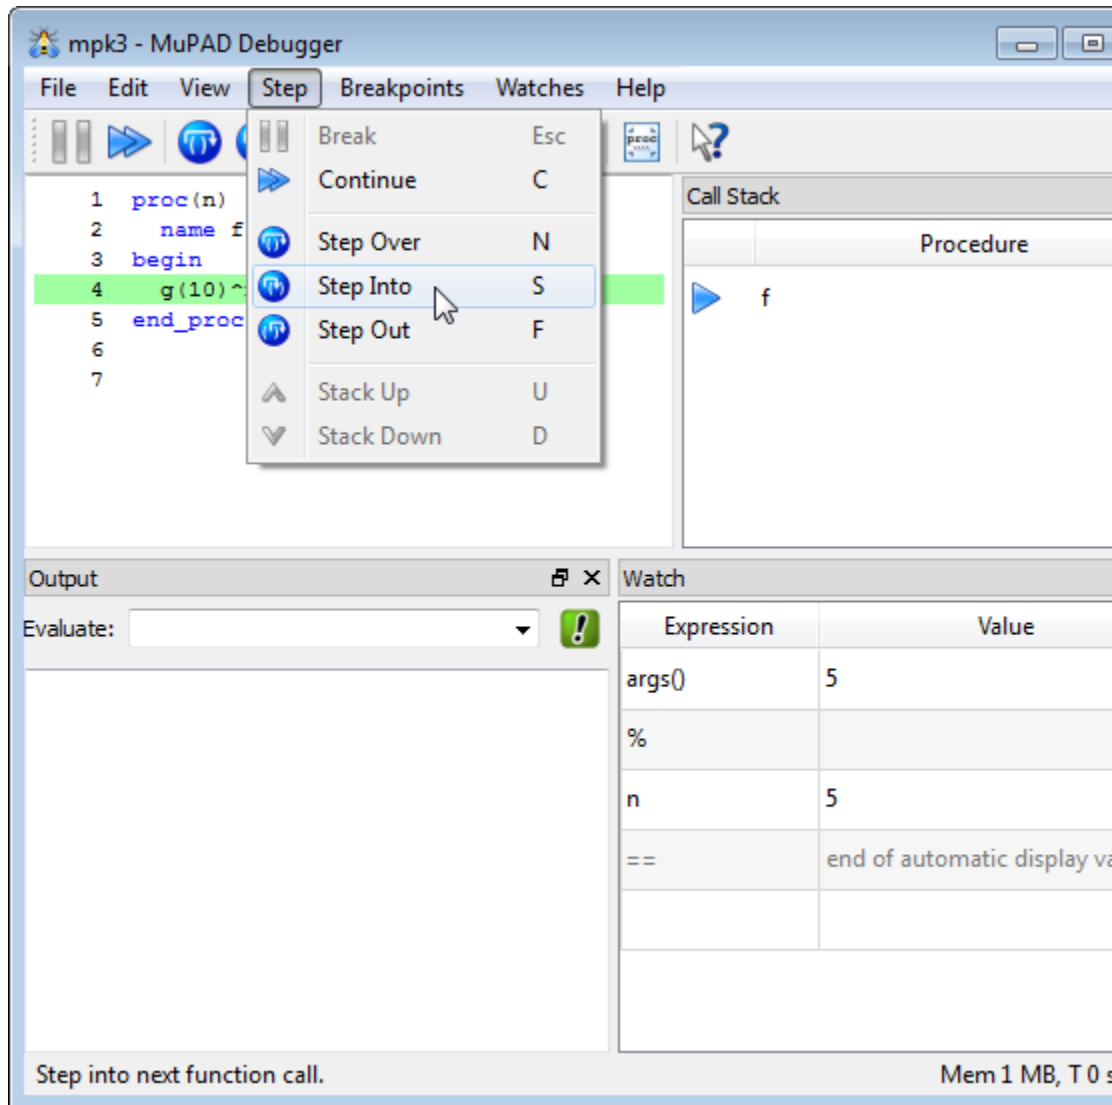 mpk3 - MuPAD Debugger
File Edit View Step Breakpoints Watches Help
Break Esc
Continue C
Step Over N
Step Into S
Step Out F
Stack Up U
Stack Down D
proc
1 proc(n)
2 name f
3 begin
4 g(10)^
5 end_proc
6
7
Call Stack
Procedure
f
Output
Evaluate:
Watch
Expression Value
args() 5
%
n 5
== end of automatic display
Step into next function call.
Mem 1 MB, T 0 s